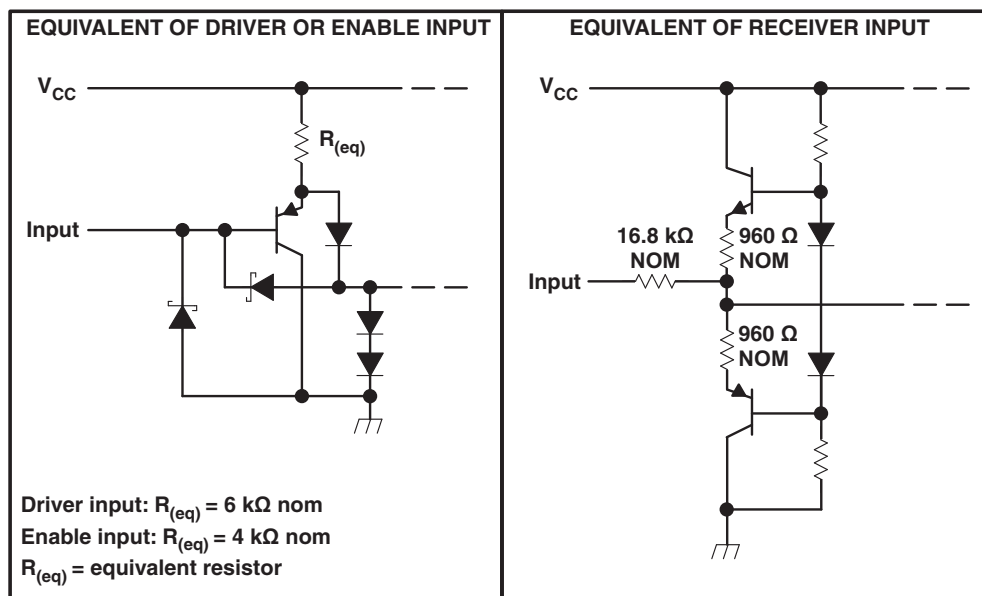 EQUIVALENT OF DRIVER OR ENABLE INPUT
VCC
R(eq)
Input
Driver input: R(eq) = 6 kΩ nom
Enable input: R(eq) = 4 kΩ nom
R(eq) = equivalent resistor
EQUIVALENT OF RECEIVER INPUT
VCC
16.8 kΩ
NOM
960 Ω
NOM
Input
960 Ω
NOM